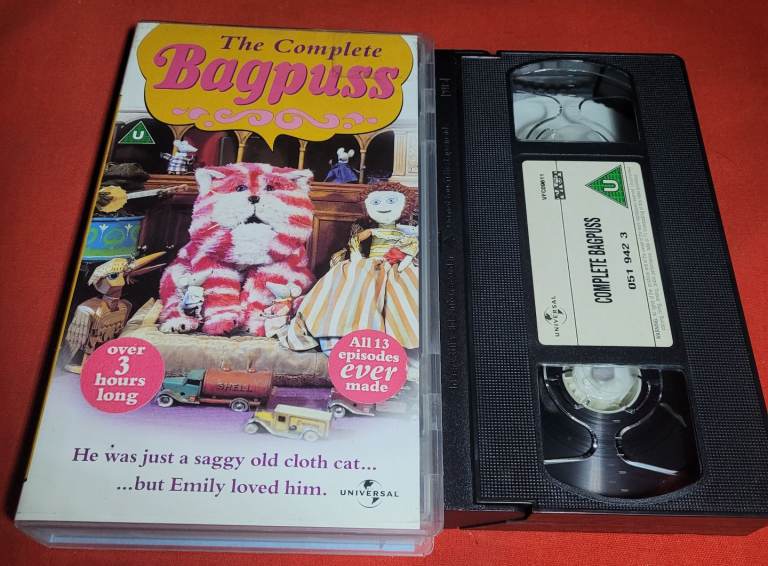 The Complete
Bagpuss
U
over
3
hours
long
All 13
episodes
ever
made
SHELL
He was just a saggy old cloth cat...
...but Emily loved him.
UNIVERSAL
VFC09611
U
COMPLETE BAGPUSS
051 942 3
UNIVERSAL